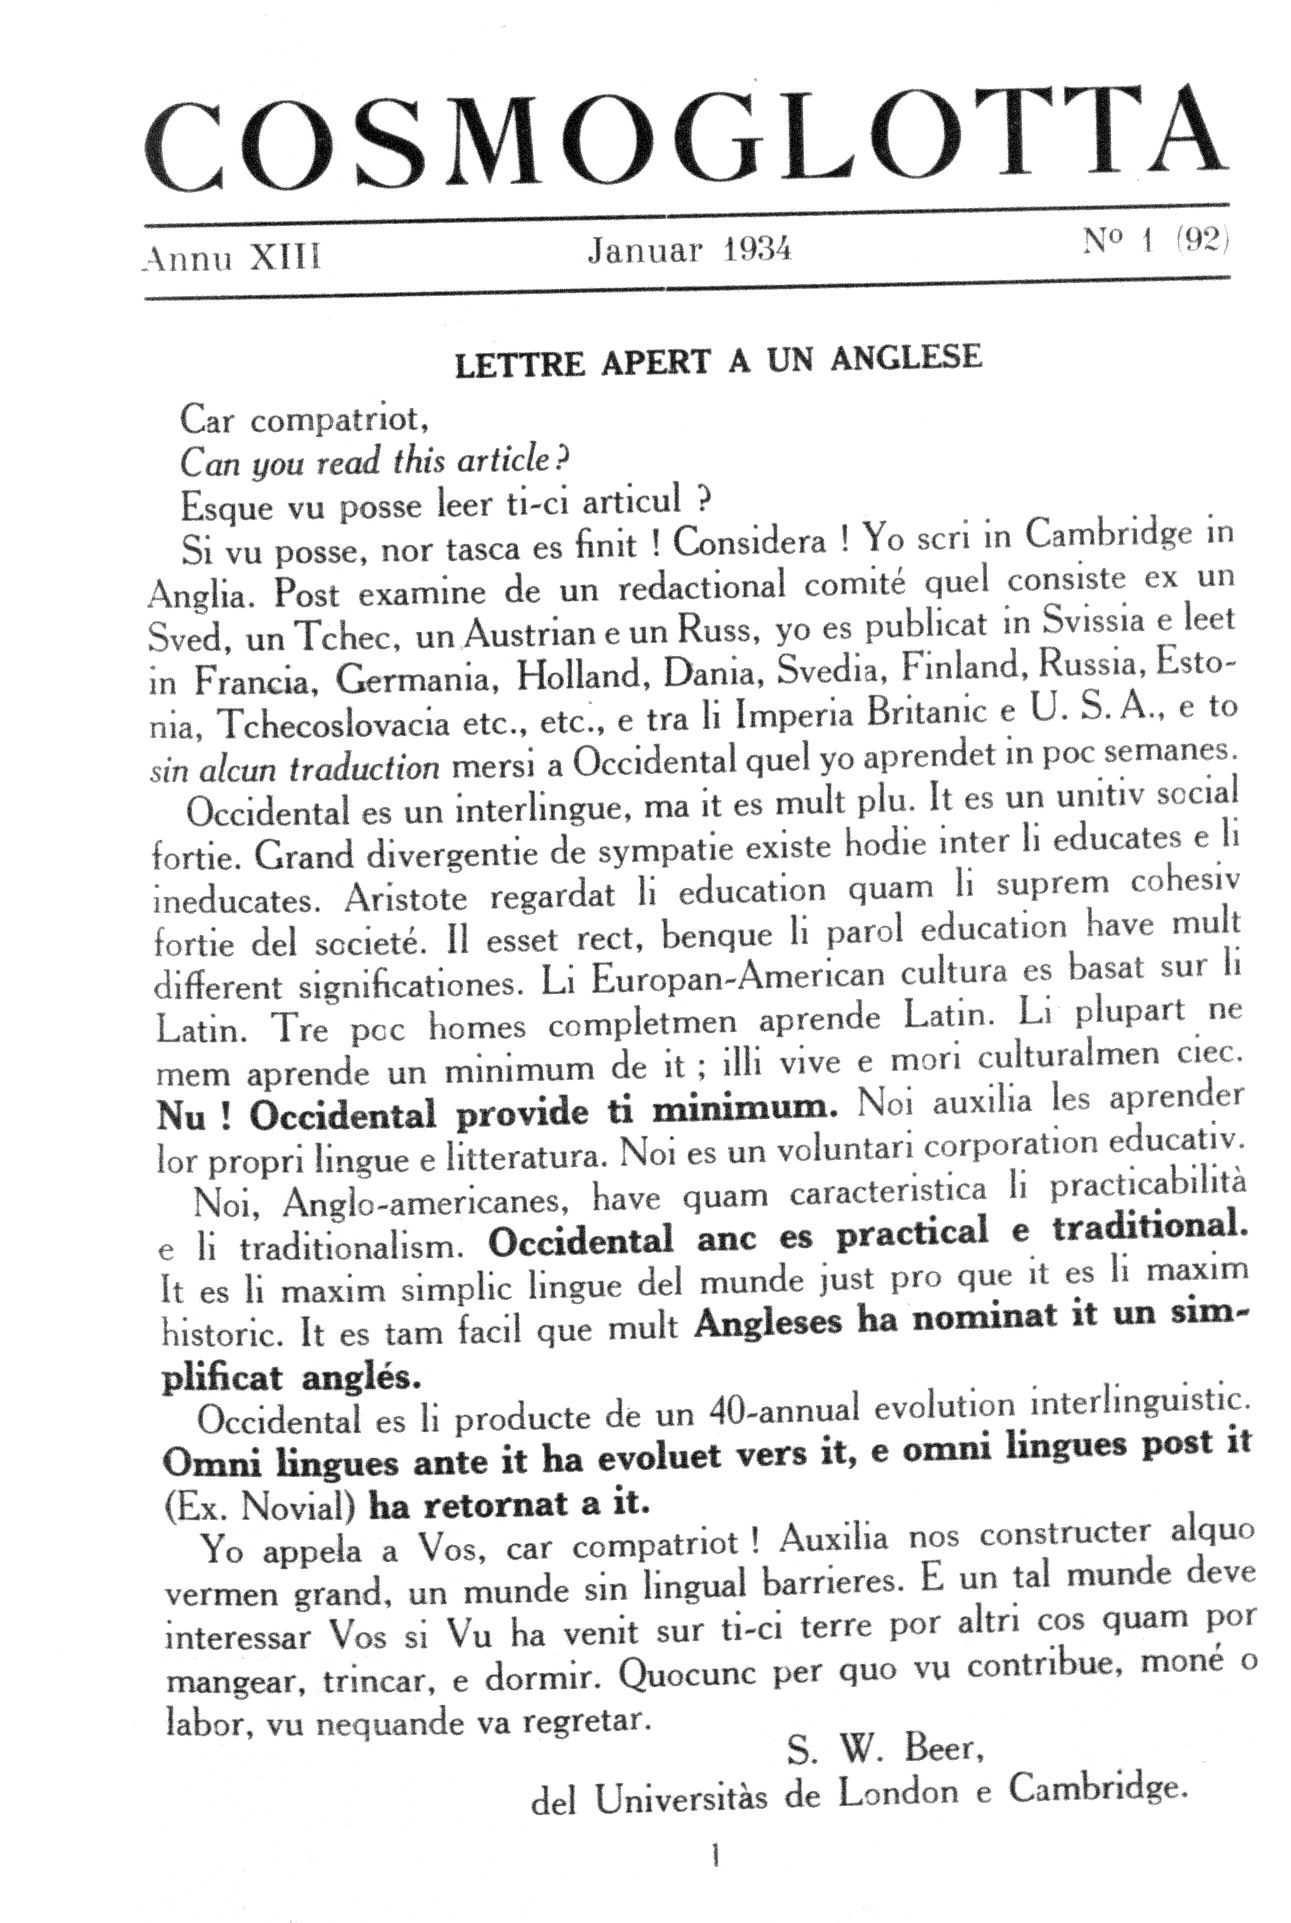 COSMOGLOTTA
Annu XIII Januar 1934 Nº 1 (92)
LETTRE APERT A UN ANGLESE
Car compatriot,
Can you read this article?
Esque vu posse leer ti-ci articul ?
Si vu posse, nor tasca es finit ! Considera ! Yo scri in Cambridge in
Anglia. Post examine de un redactional comité quel consiste ex un
Sved, un Tchec, un Austrian e un Russ, yo es publicat in Svissia e leet
in Francia, Germania, Holland, Dania, Svedia, Finland, Russia, Esto-
nia, Tchecoslovacia etc., etc., e tra li Imperia Britanic e U. S. A., e to
sin alcun traduction mersi a Occidental quel yo aprendet in poc semanes.
Occidental es un interlingue, ma it es mult plu. It es un unitiv social
fortie. Grand divergentie de sympatie existe hodie inter li educates e li
ineducates. Aristote regardat li education quam li suprem cohesiv
fortie del societé. Il esset rect, benque li parol education have mult
different significationes. Li Europan-American cultura es basat sur li
Latin. Tre poc homes completmen aprende Latin. Li plupart ne
mem aprende un minimum de it ; illi vive e mori culturalmen ciec.
Nu ! Occidental provide ti minimum. Noi auxilia les aprender
lor propri lingue e litteratura. Noi es un voluntari corporation educativ.
Noi, Anglo-americanes, have quam caracteristica li practicabilità
e li traditionalism. Occidental anc es practical e traditional.
It es li maxim simplic lingue del munde just pro que it es li maxim
historic. It es tam facil que mult Angleses ha nominat it un sim-
plificat anglés.
Occidental es li producte de un 40-annual evolution interlinguistic.
Omni lingues ante it ha evoluet vers it, e omni lingues post it
(Ex. Novial) ha retornat a it.
Yo appela a Vos, car compatriot ! Auxilia nos constructer alquo
vermen grand, un munde sin lingual barrieres. E un tal munde deve
interessar Vos si Vu ha venit sur ti-ci terre por altri cos quam por
mangear, trincar, e dormir. Quocunc per quo vu contribue, moné o
labor, vu nequande va regretar.
S. W. Beer,
del Universitàs de London e Cambridge.
1